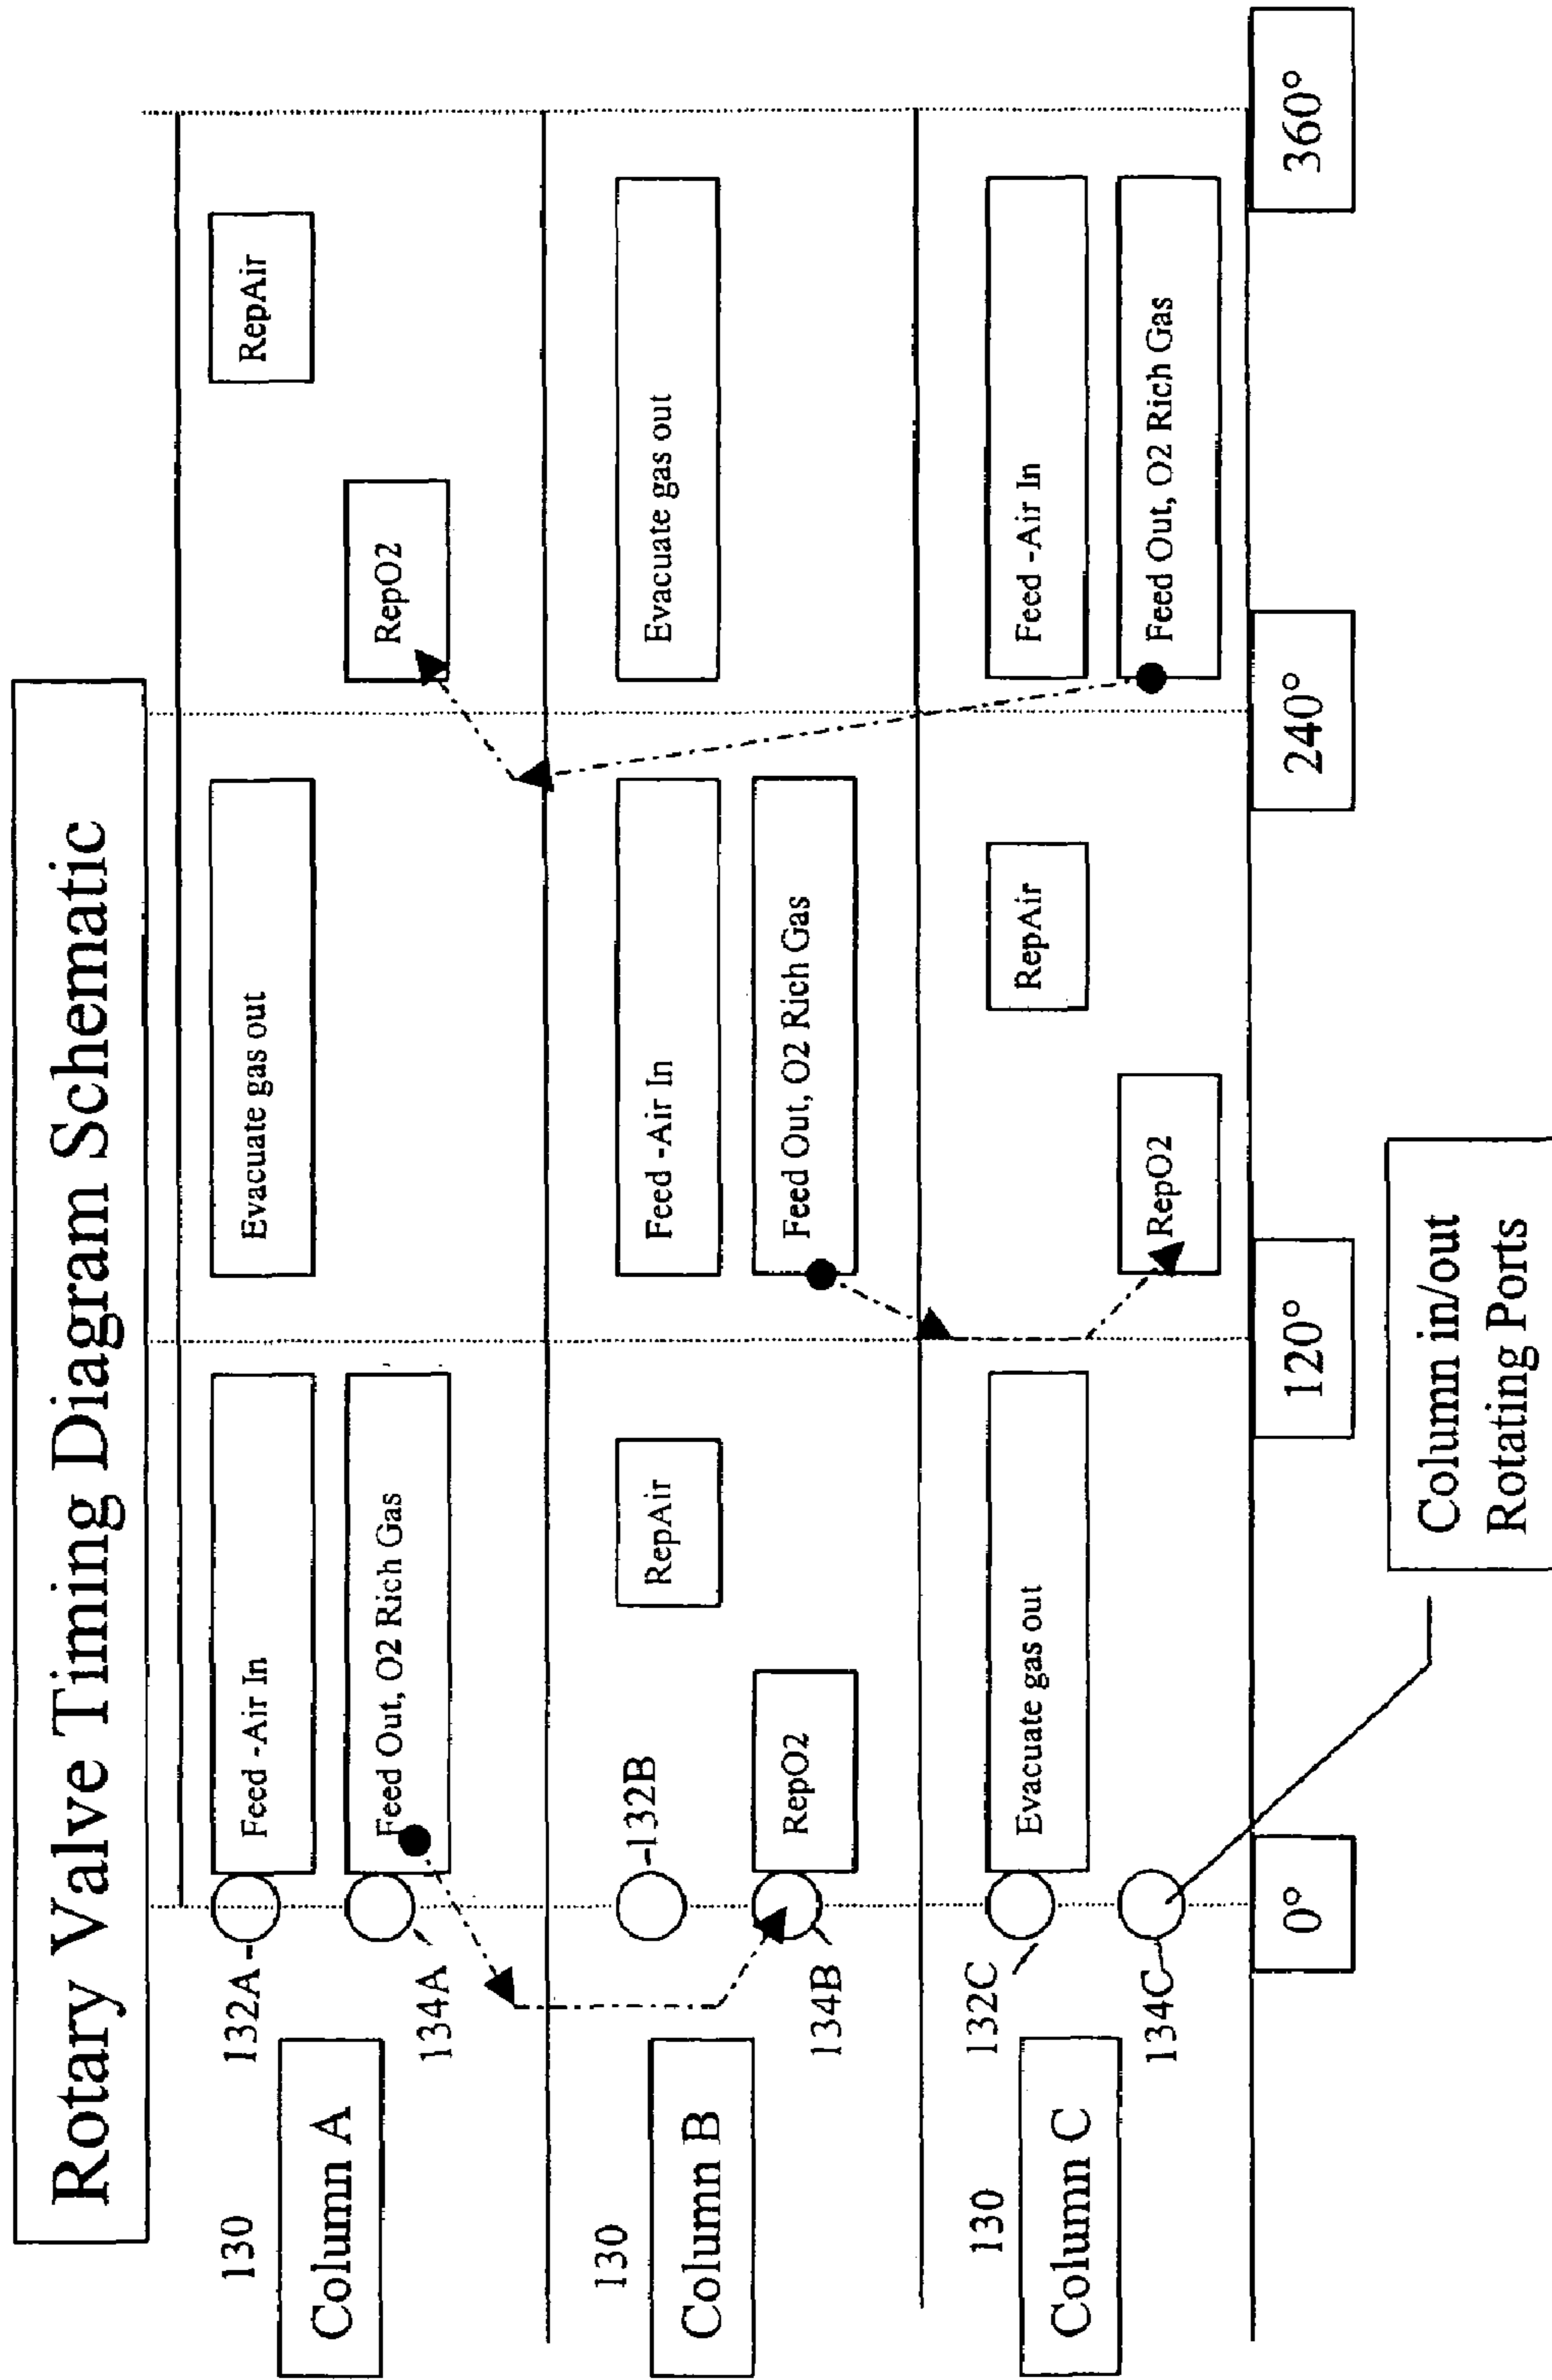 Rotary Valve Timing Diagram Schematic
130
Column A
132A
134A
Feed -Air In
Evacuate gas out
RepAir
Feed Out, O2 Rich Gas
RepO2
130
Column B
132B
134B
RepAir
Feed -Air In
Evacuate gas out
RepO2
Feed Out, O2 Rich Gas
130
Column C
132C
134C
Evacuate gas out
RepAir
Feed -Air In
RepO2
Feed Out, O2 Rich Gas
0°
120°
240°
360°
Column in/out
Rotating Ports